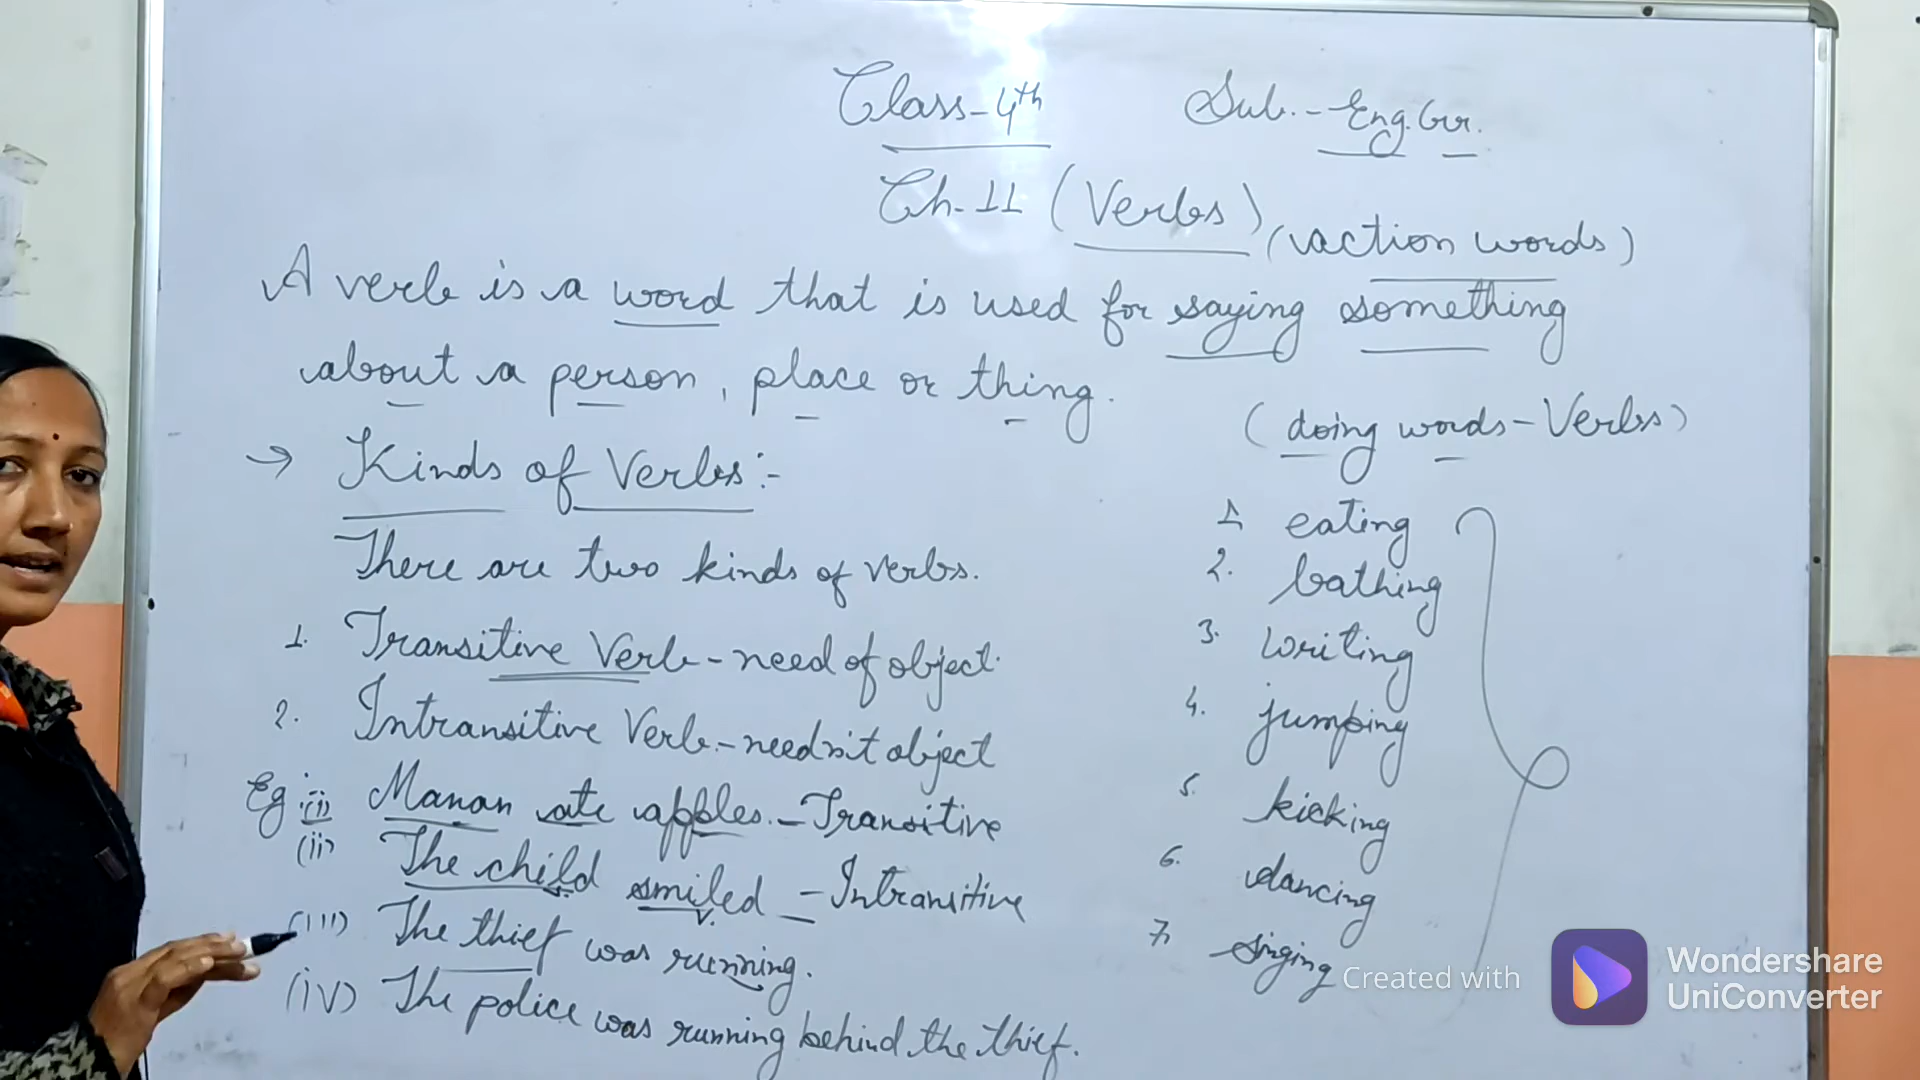 Class-4th Sub.-Eng.Gr.
Ch-11 (Verbs) (action words)
A verb is a word that is used for saying something
about a person, place or thing.
(doing words-Verbs)
→ Kinds of Verbs:-
There are two kinds of verbs.
1. Transitive Verb-need of object.
2. Intransitive Verb.-needn't object
Eg:- (i) Manan ate apples.-Transitive
(ii) The child smiled -Intransitive
V.
(iii) The thief was running.
(iv) The police was running behind the thief.
1. eating
2. bathing
3. writing
4. jumping
5. kicking
6. dancing
7. singing
Created with Wondershare
UniConverter